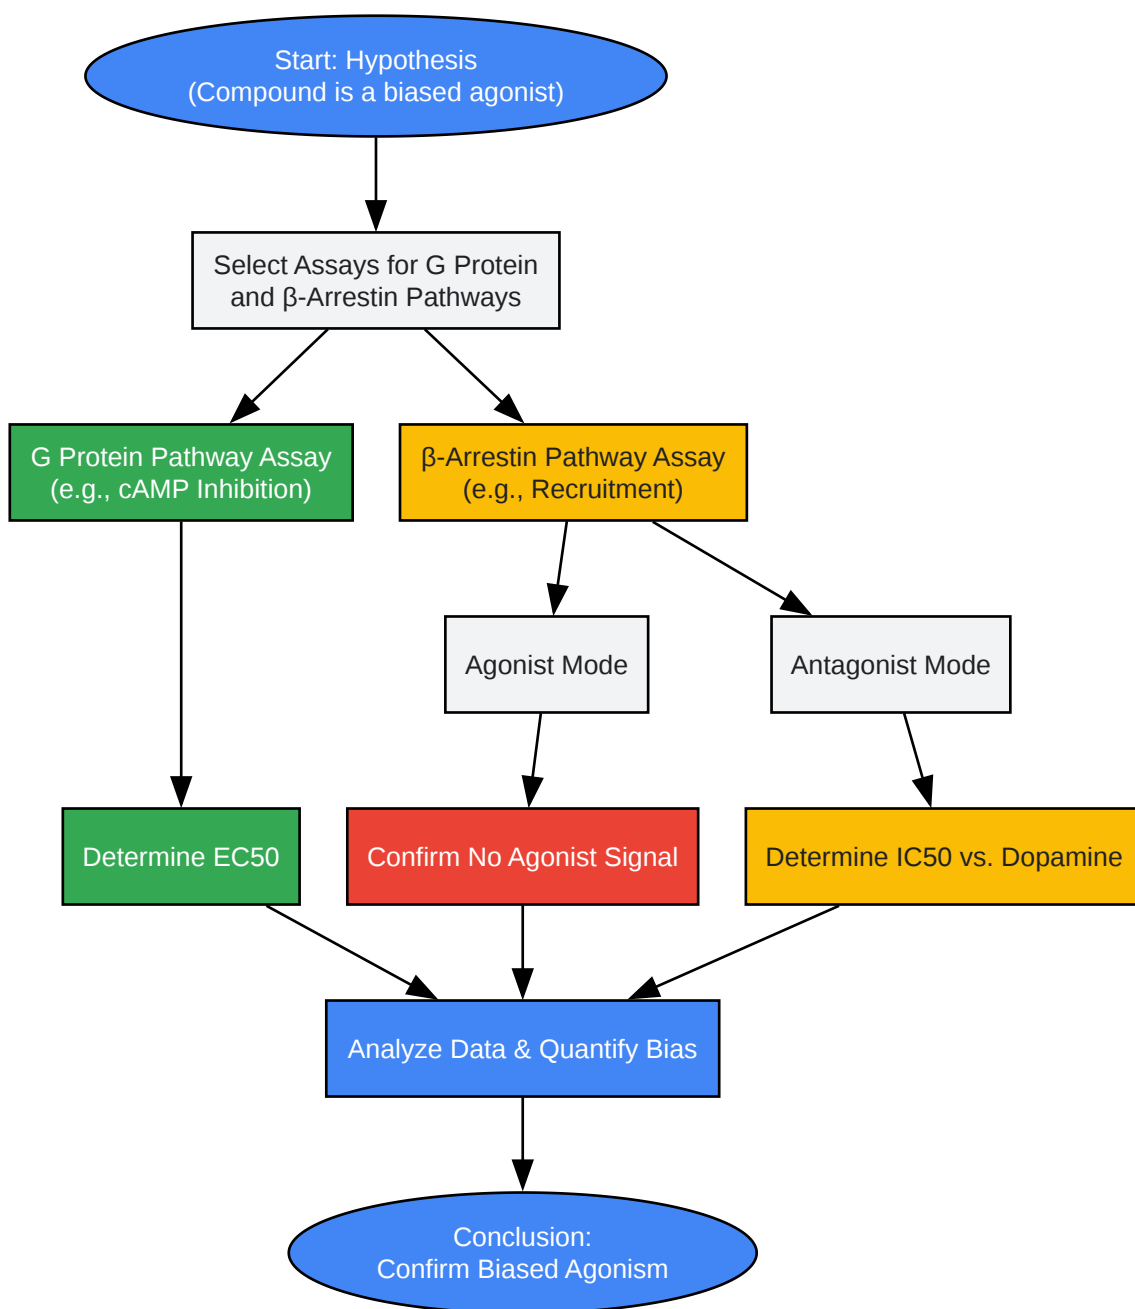 Start: Hypothesis
(Compound is a biased agonist)
Select Assays for G Protein
and β-Arrestin Pathways
G Protein Pathway Assay
(e.g., cAMP Inhibition)
β-Arrestin Pathway Assay
(e.g., Recruitment)
Agonist Mode
Antagonist Mode
Determine EC50
Confirm No Agonist Signal
Determine IC50 vs. Dopamine
Analyze Data & Quantify Bias
Conclusion:
Confirm Biased Agonism